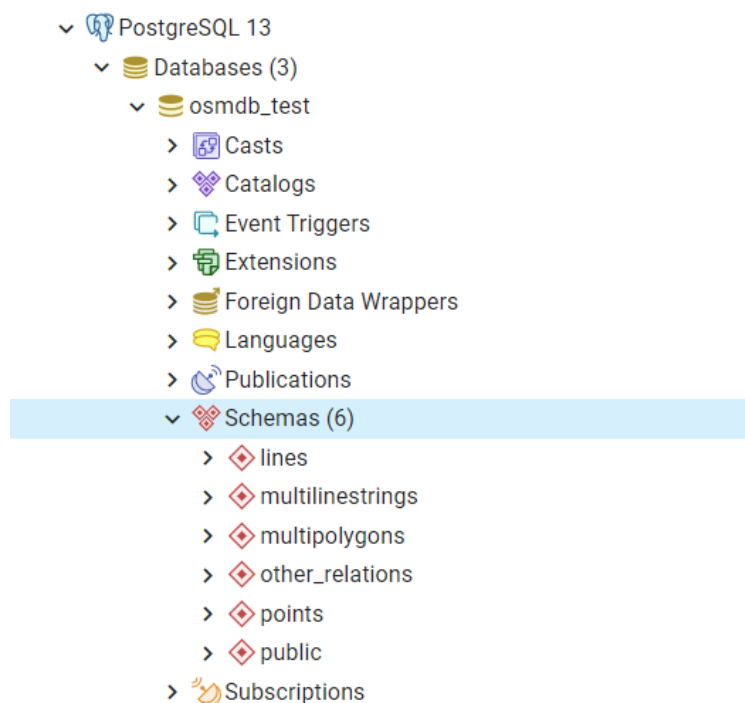 PostgreSQL 13
Databases (3)
osmdb_test
Casts
Catalogs
Event Triggers
Extensions
Foreign Data Wrappers
Languages
Publications
Schemas (6)
lines
multilinestrings
multipolygons
other_relations
points
public
Subscriptions